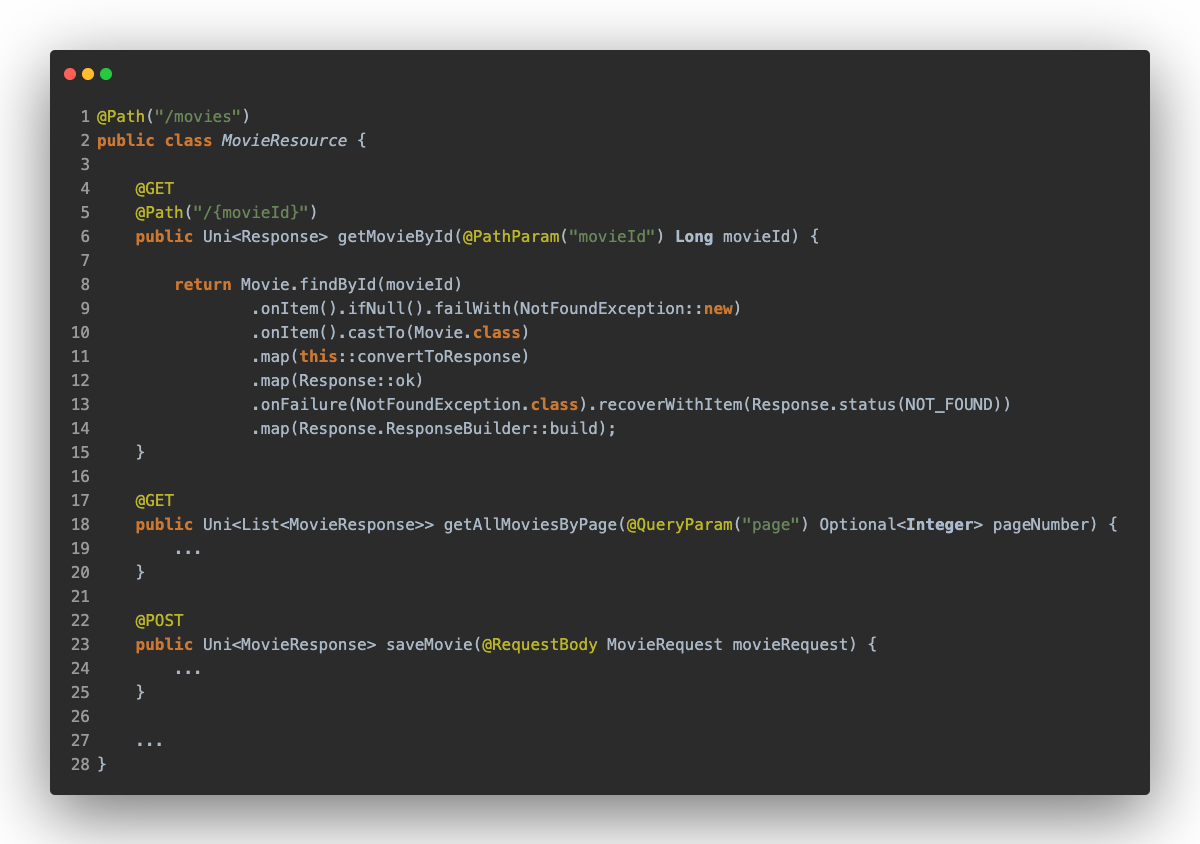 1 @Path("/movies")
2 public class MovieResource {
3
4     @GET
5     @Path("/{movieId}")
6     public Uni<Response> getMovieById(@PathParam("movieId") Long movieId) {
7
8         return Movie.findById(movieId)
9                 .onItem().ifNull().failWith(NotFoundException::new)
10                 .onItem().castTo(Movie.class)
11                 .map(this::convertToResponse)
12                 .map(Response::ok)
13                 .onFailure(NotFoundException.class).recoverWithItem(Response.status(NOT_FOUND))
14                 .map(Response.ResponseBuilder::build);
15     }
16
17     @GET
18     public Uni<List<MovieResponse>> getAllMoviesByPage(@QueryParam("page") Optional<Integer> pageNumber) {
19         ...
20     }
21
22     @POST
23     public Uni<MovieResponse> saveMovie(@RequestBody MovieRequest movieRequest) {
24         ...
25     }
26
27     ...
28 }